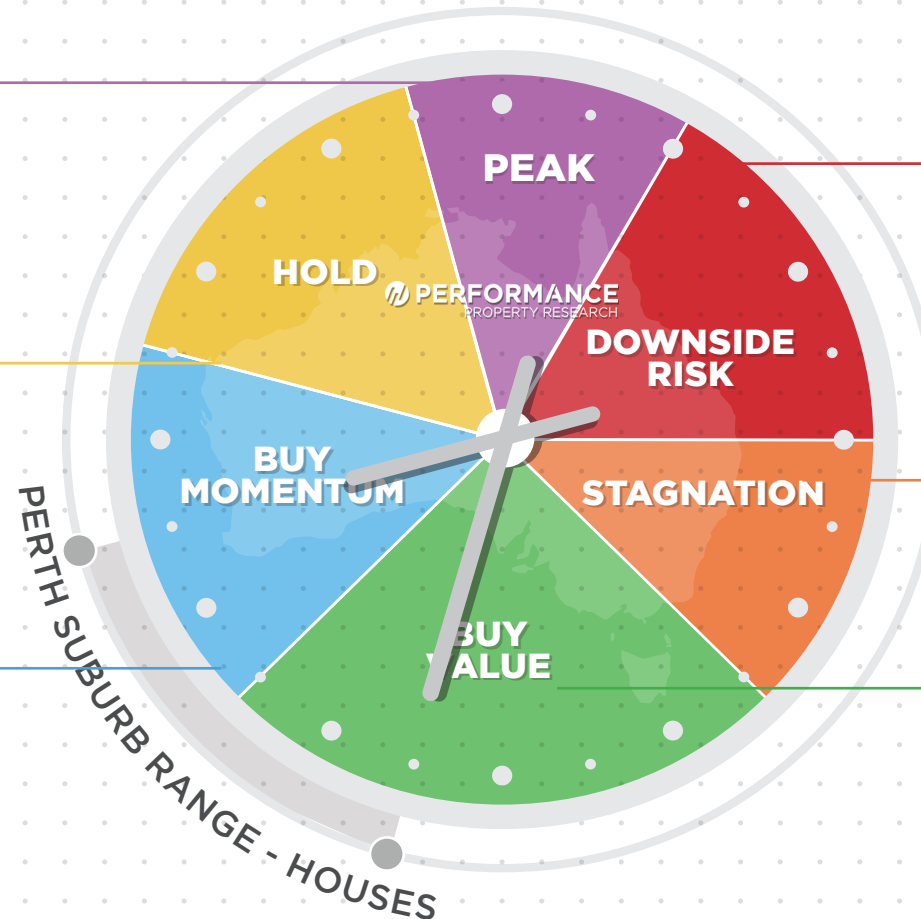 PEAK
HOLD
PERFORMANCE
PROPERTY RESEARCH
DOWNSIDE
RISK
BUY
MOMENTUM
STAGNATION
BUY
VALUE
PERTH SUBURB RANGE - HOUSES